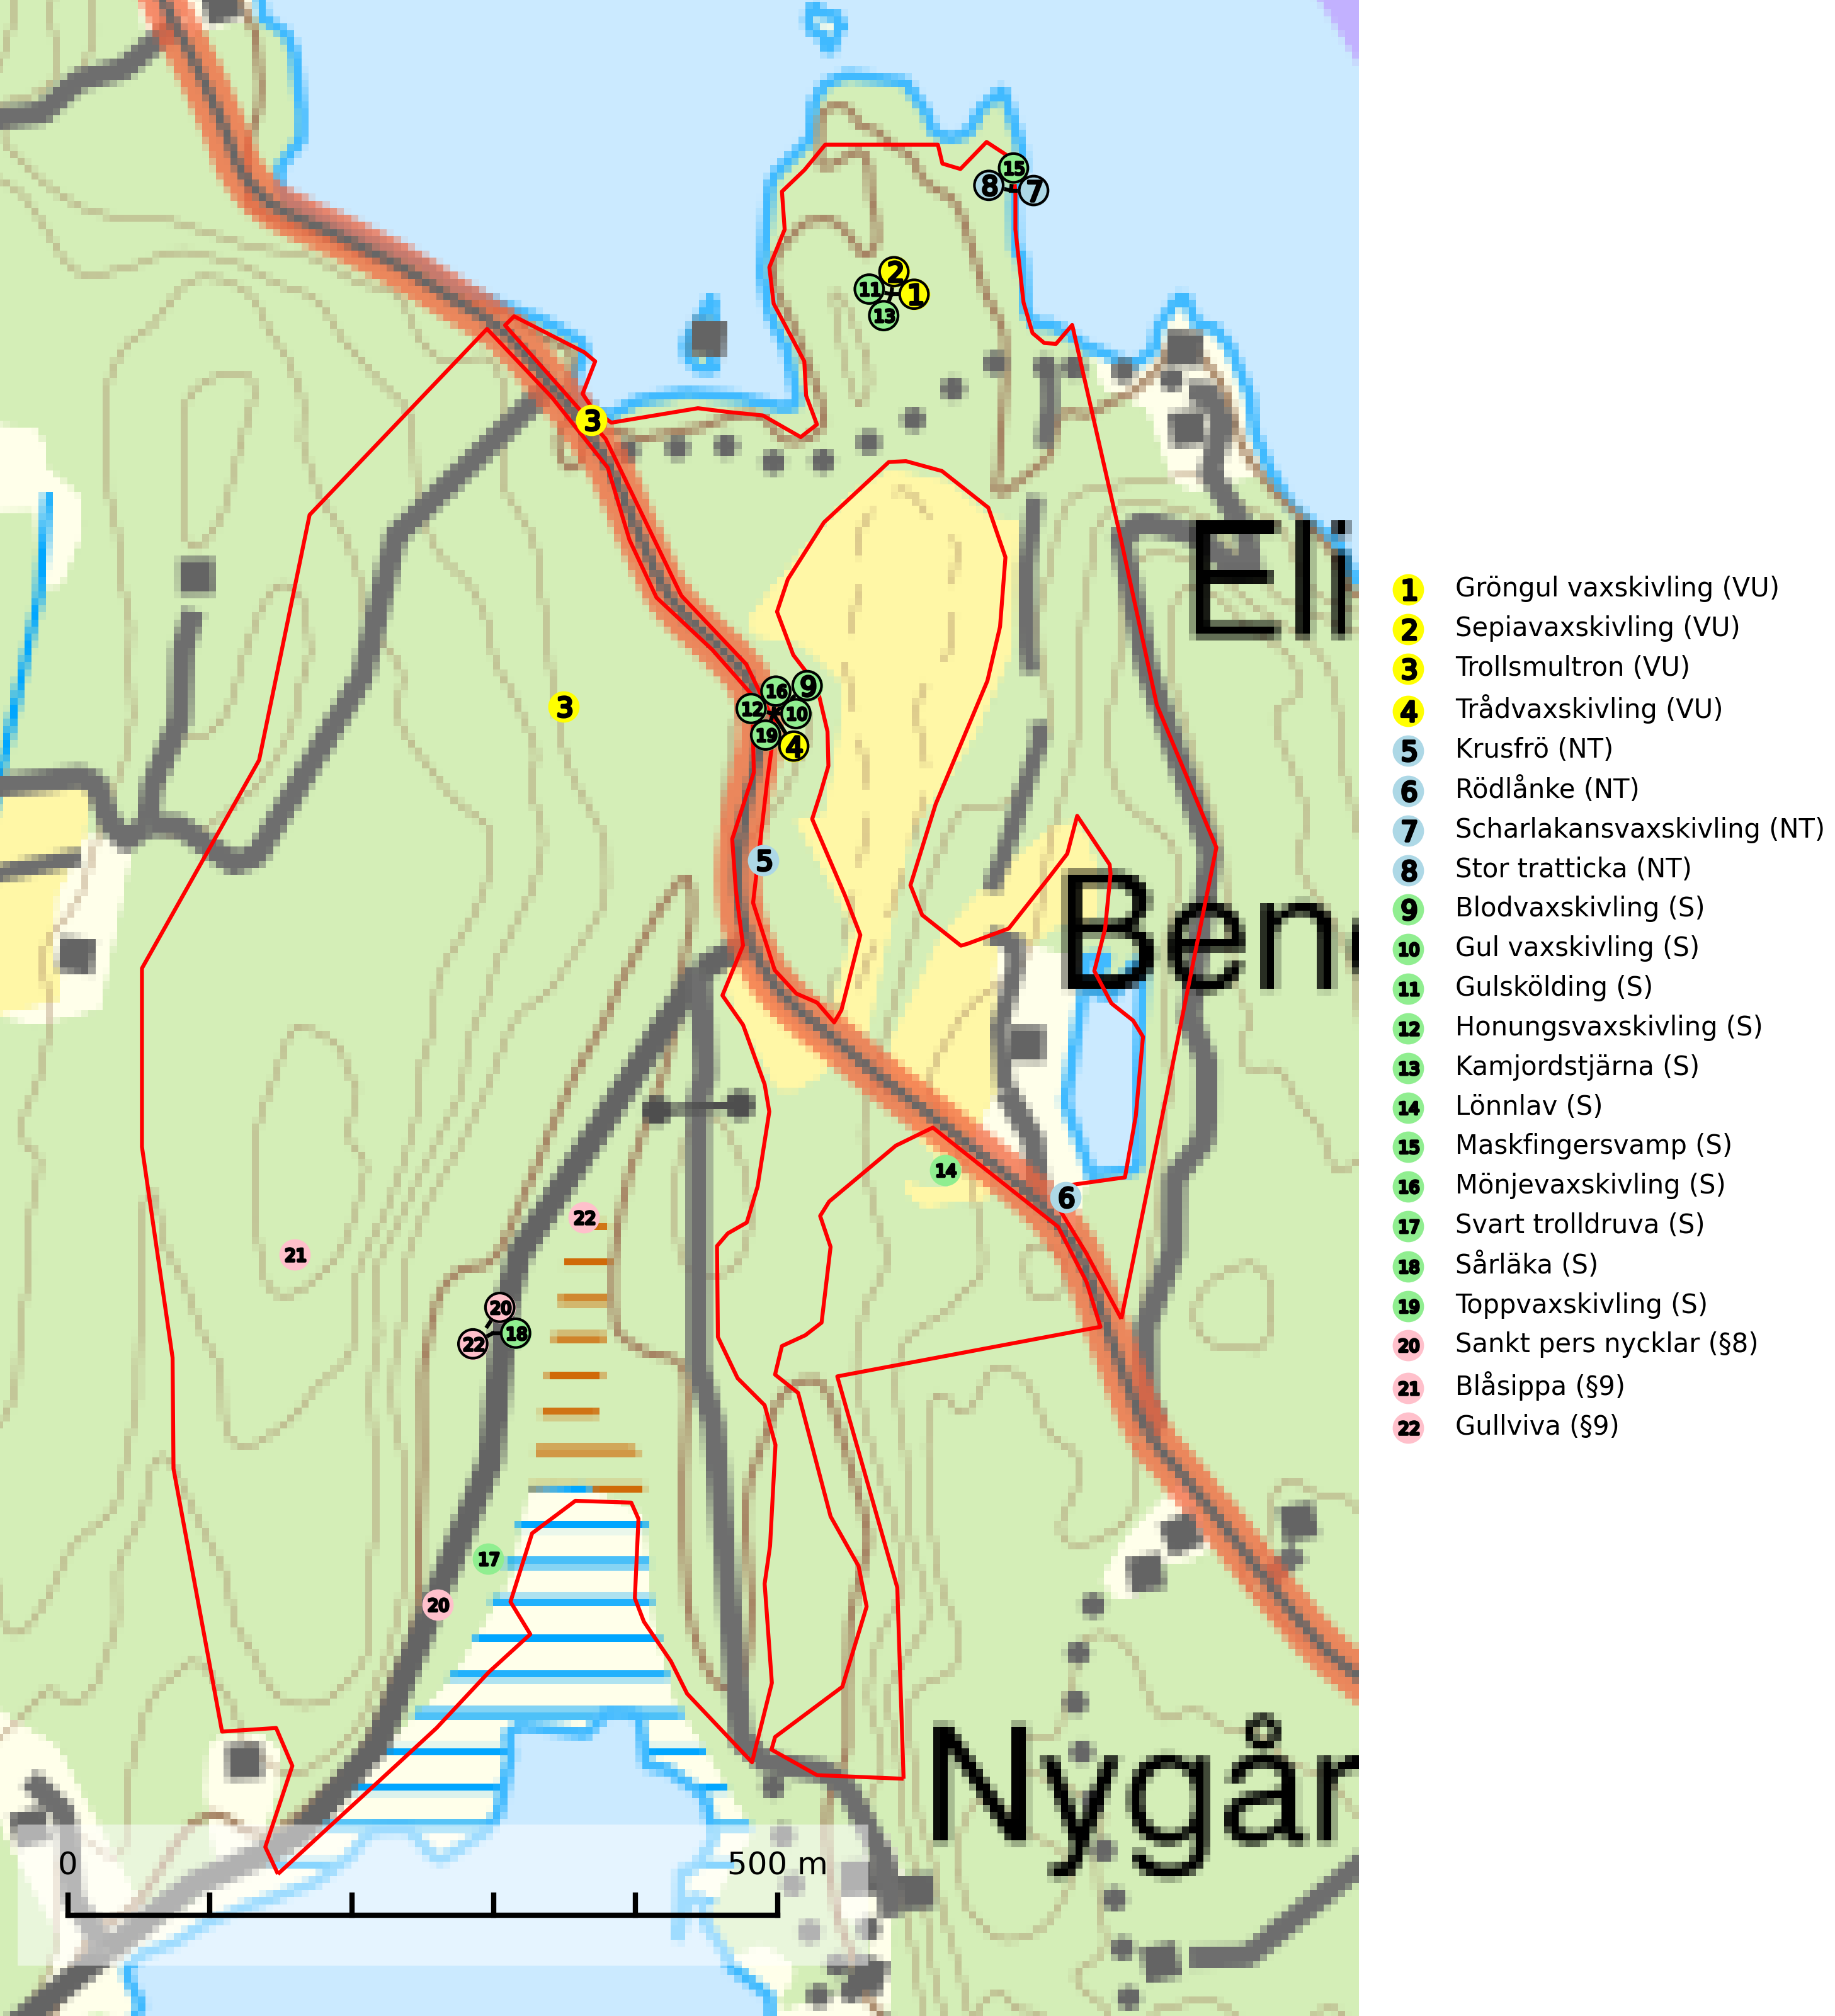 15
8 7
2
11 1
13
3
Eli
16 9
3 12 10
19 4
5
Ben
14
6
22
21
20
22 18
17
20
Nygår
0 500 m
1 Gröngul vaxskivling (VU)
2 Sepiavaxskivling (VU)
3 Trollsmultron (VU)
4 Trådvaxskivling (VU)
5 Krusfrö (NT)
6 Rödlånke (NT)
7 Scharlakansvaxskivling (NT)
8 Stor tratticka (NT)
9 Blodvaxskivling (S)
10 Gul vaxskivling (S)
11 Gulskölding (S)
12 Honungsvaxskivling (S)
13 Kamjordstjärna (S)
14 Lönnlav (S)
15 Maskfingersvamp (S)
16 Mönjevaxskivling (S)
17 Svart trolldruva (S)
18 Sårläka (S)
19 Toppvaxskivling (S)
20 Sankt pers nycklar (§8)
21 Blåsippa (§9)
22 Gullviva (§9)